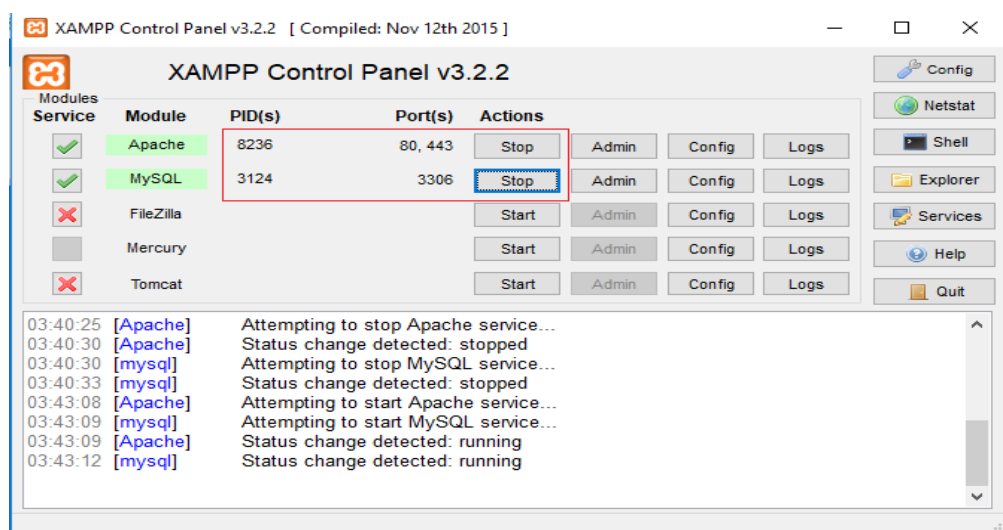 XAMPP Control Panel v3.2.2 [ Compiled: Nov 12th 2015 ]
XAMPP Control Panel v3.2.2
Config
Modules
Netstat
Service Module PID(s) Port(s) Actions
Apache 8236 80, 443 Stop Admin Config Logs
Shell
MySQL 3124 3306 Stop Admin Config Logs
Explorer
FileZilla Start Admin Config Logs
Services
Mercury Start Admin Config Logs
Help
Tomcat Start Admin Config Logs
Quit
03:40:25 [Apache] Attempting to stop Apache service...
03:40:30 [Apache] Status change detected: stopped
03:40:30 [mysql] Attempting to stop MySQL service...
03:40:33 [mysql] Status change detected: stopped
03:43:08 [Apache] Attempting to start Apache service...
03:43:09 [mysql] Attempting to start MySQL service...
03:43:09 [Apache] Status change detected: running
03:43:12 [mysql] Status change detected: running